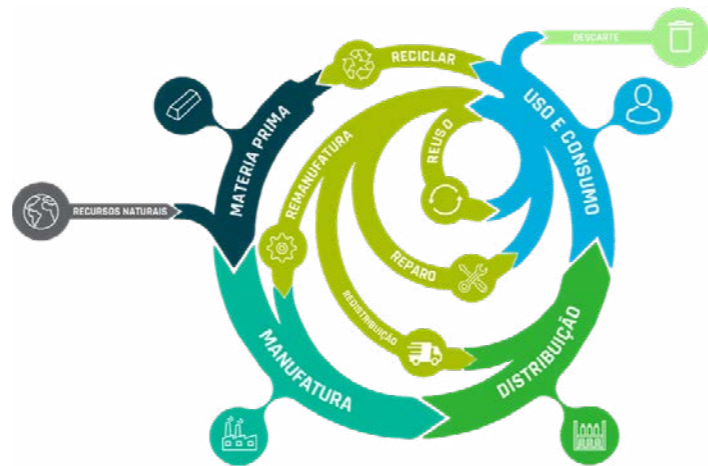 DESCARTE
RECICLAR
USO E CONSUMO
MATERIA PRIMA
REMANUFATURA
REUSO
RECURSOS NATURAIS
REPARO
REDISTRIBUIÇÃO
MANUFATURA
DISTRIBUIÇÃO